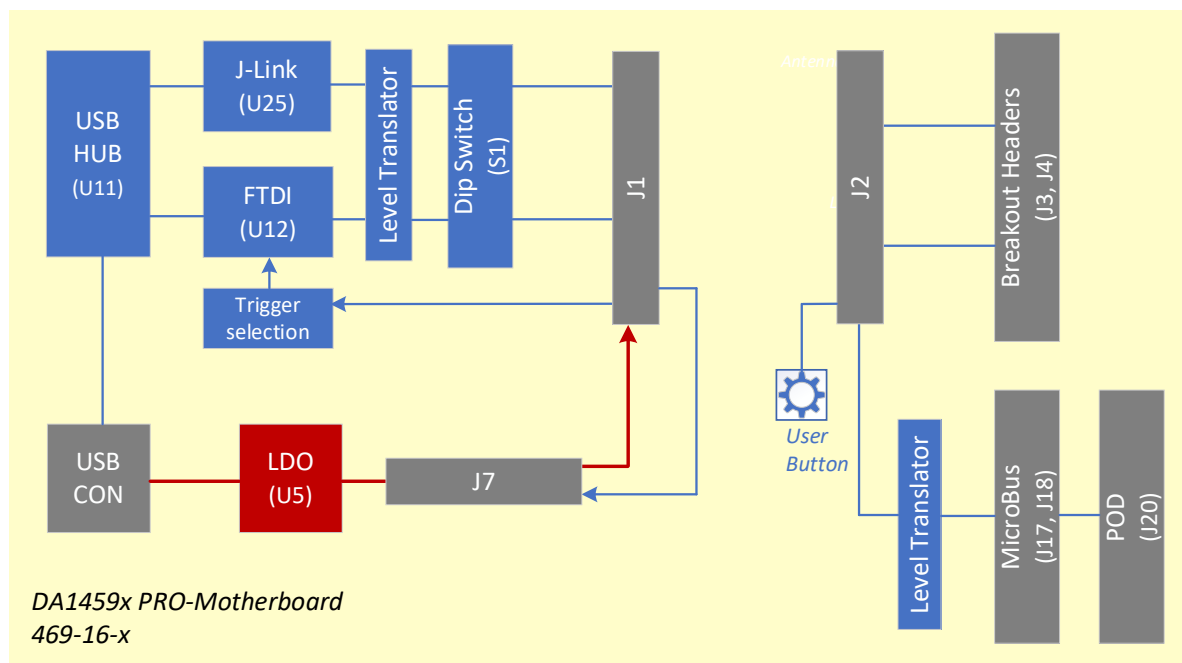 USB
HUB
(U11)
J-Link
(U25)
FTDI
(U12)
Trigger
selection
Level Translator
Dip Switch
(S1)
J1
USB
CON
LDO
(U5)
J7
Antenn
J2
Breakout Headers
(J3, J4)
User
Button
Level Translator
MicroBus
(J17, J18)
POD
(J20)
DA1459x PRO-Motherboard
469-16-x